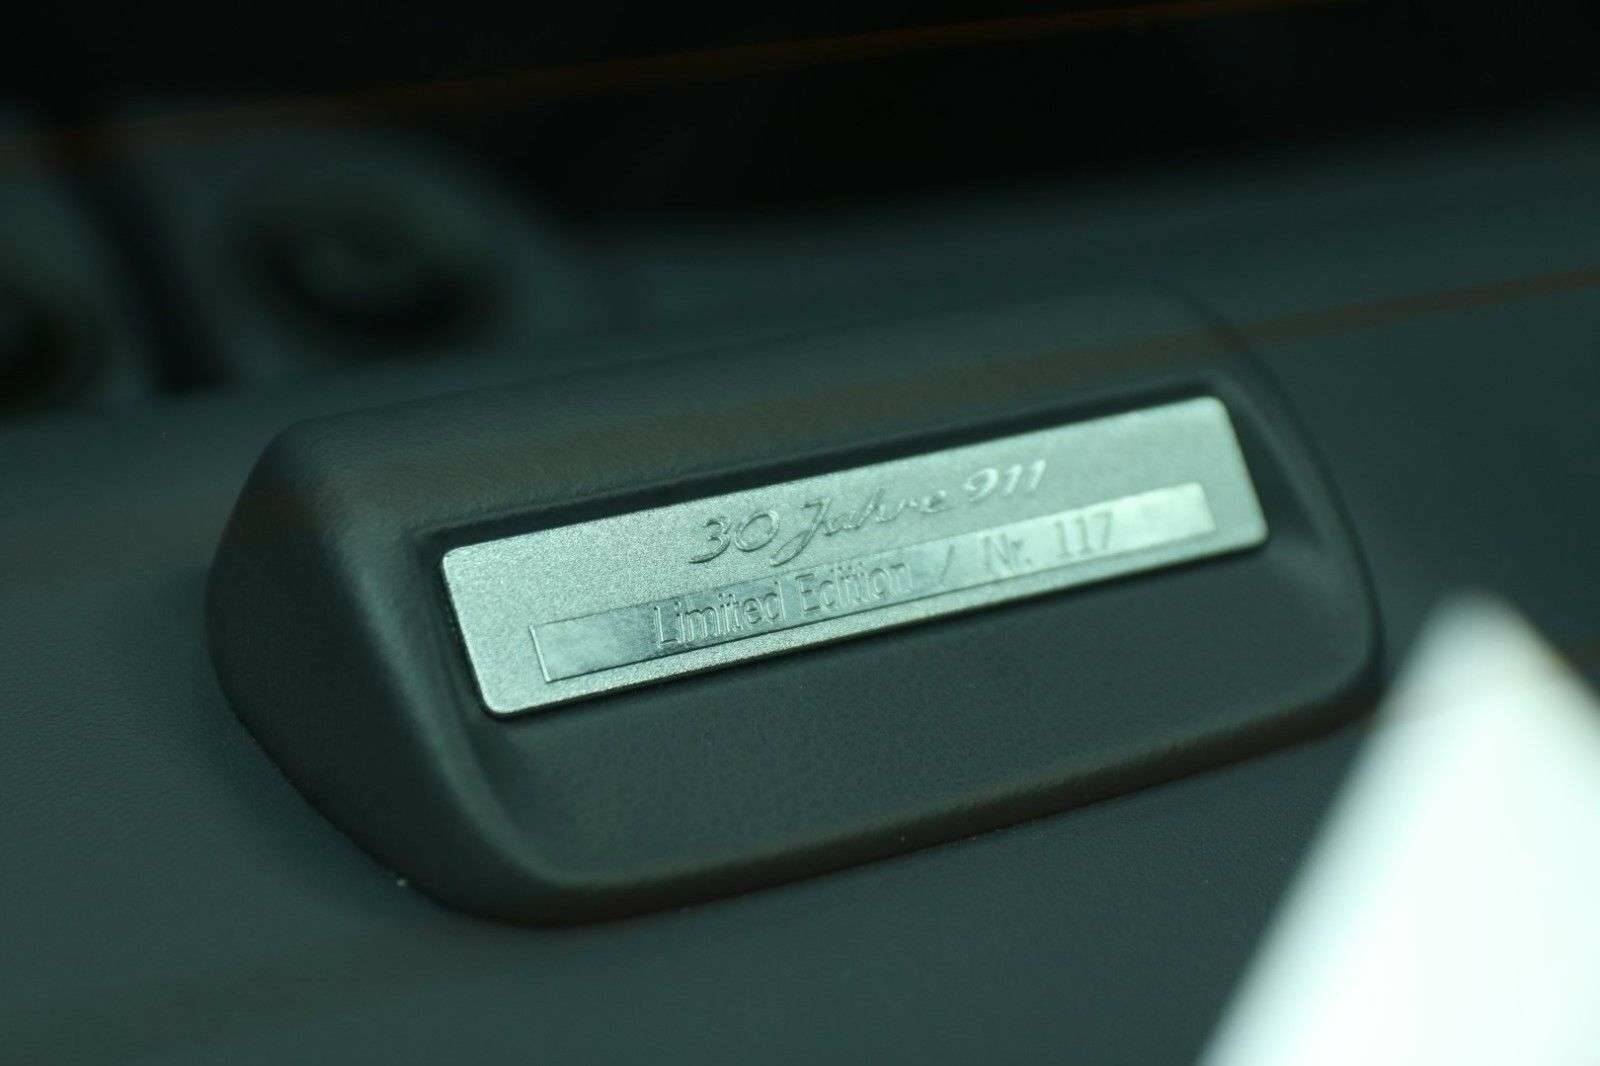 30 Jahre 911
Limited Edition / Nr. 117